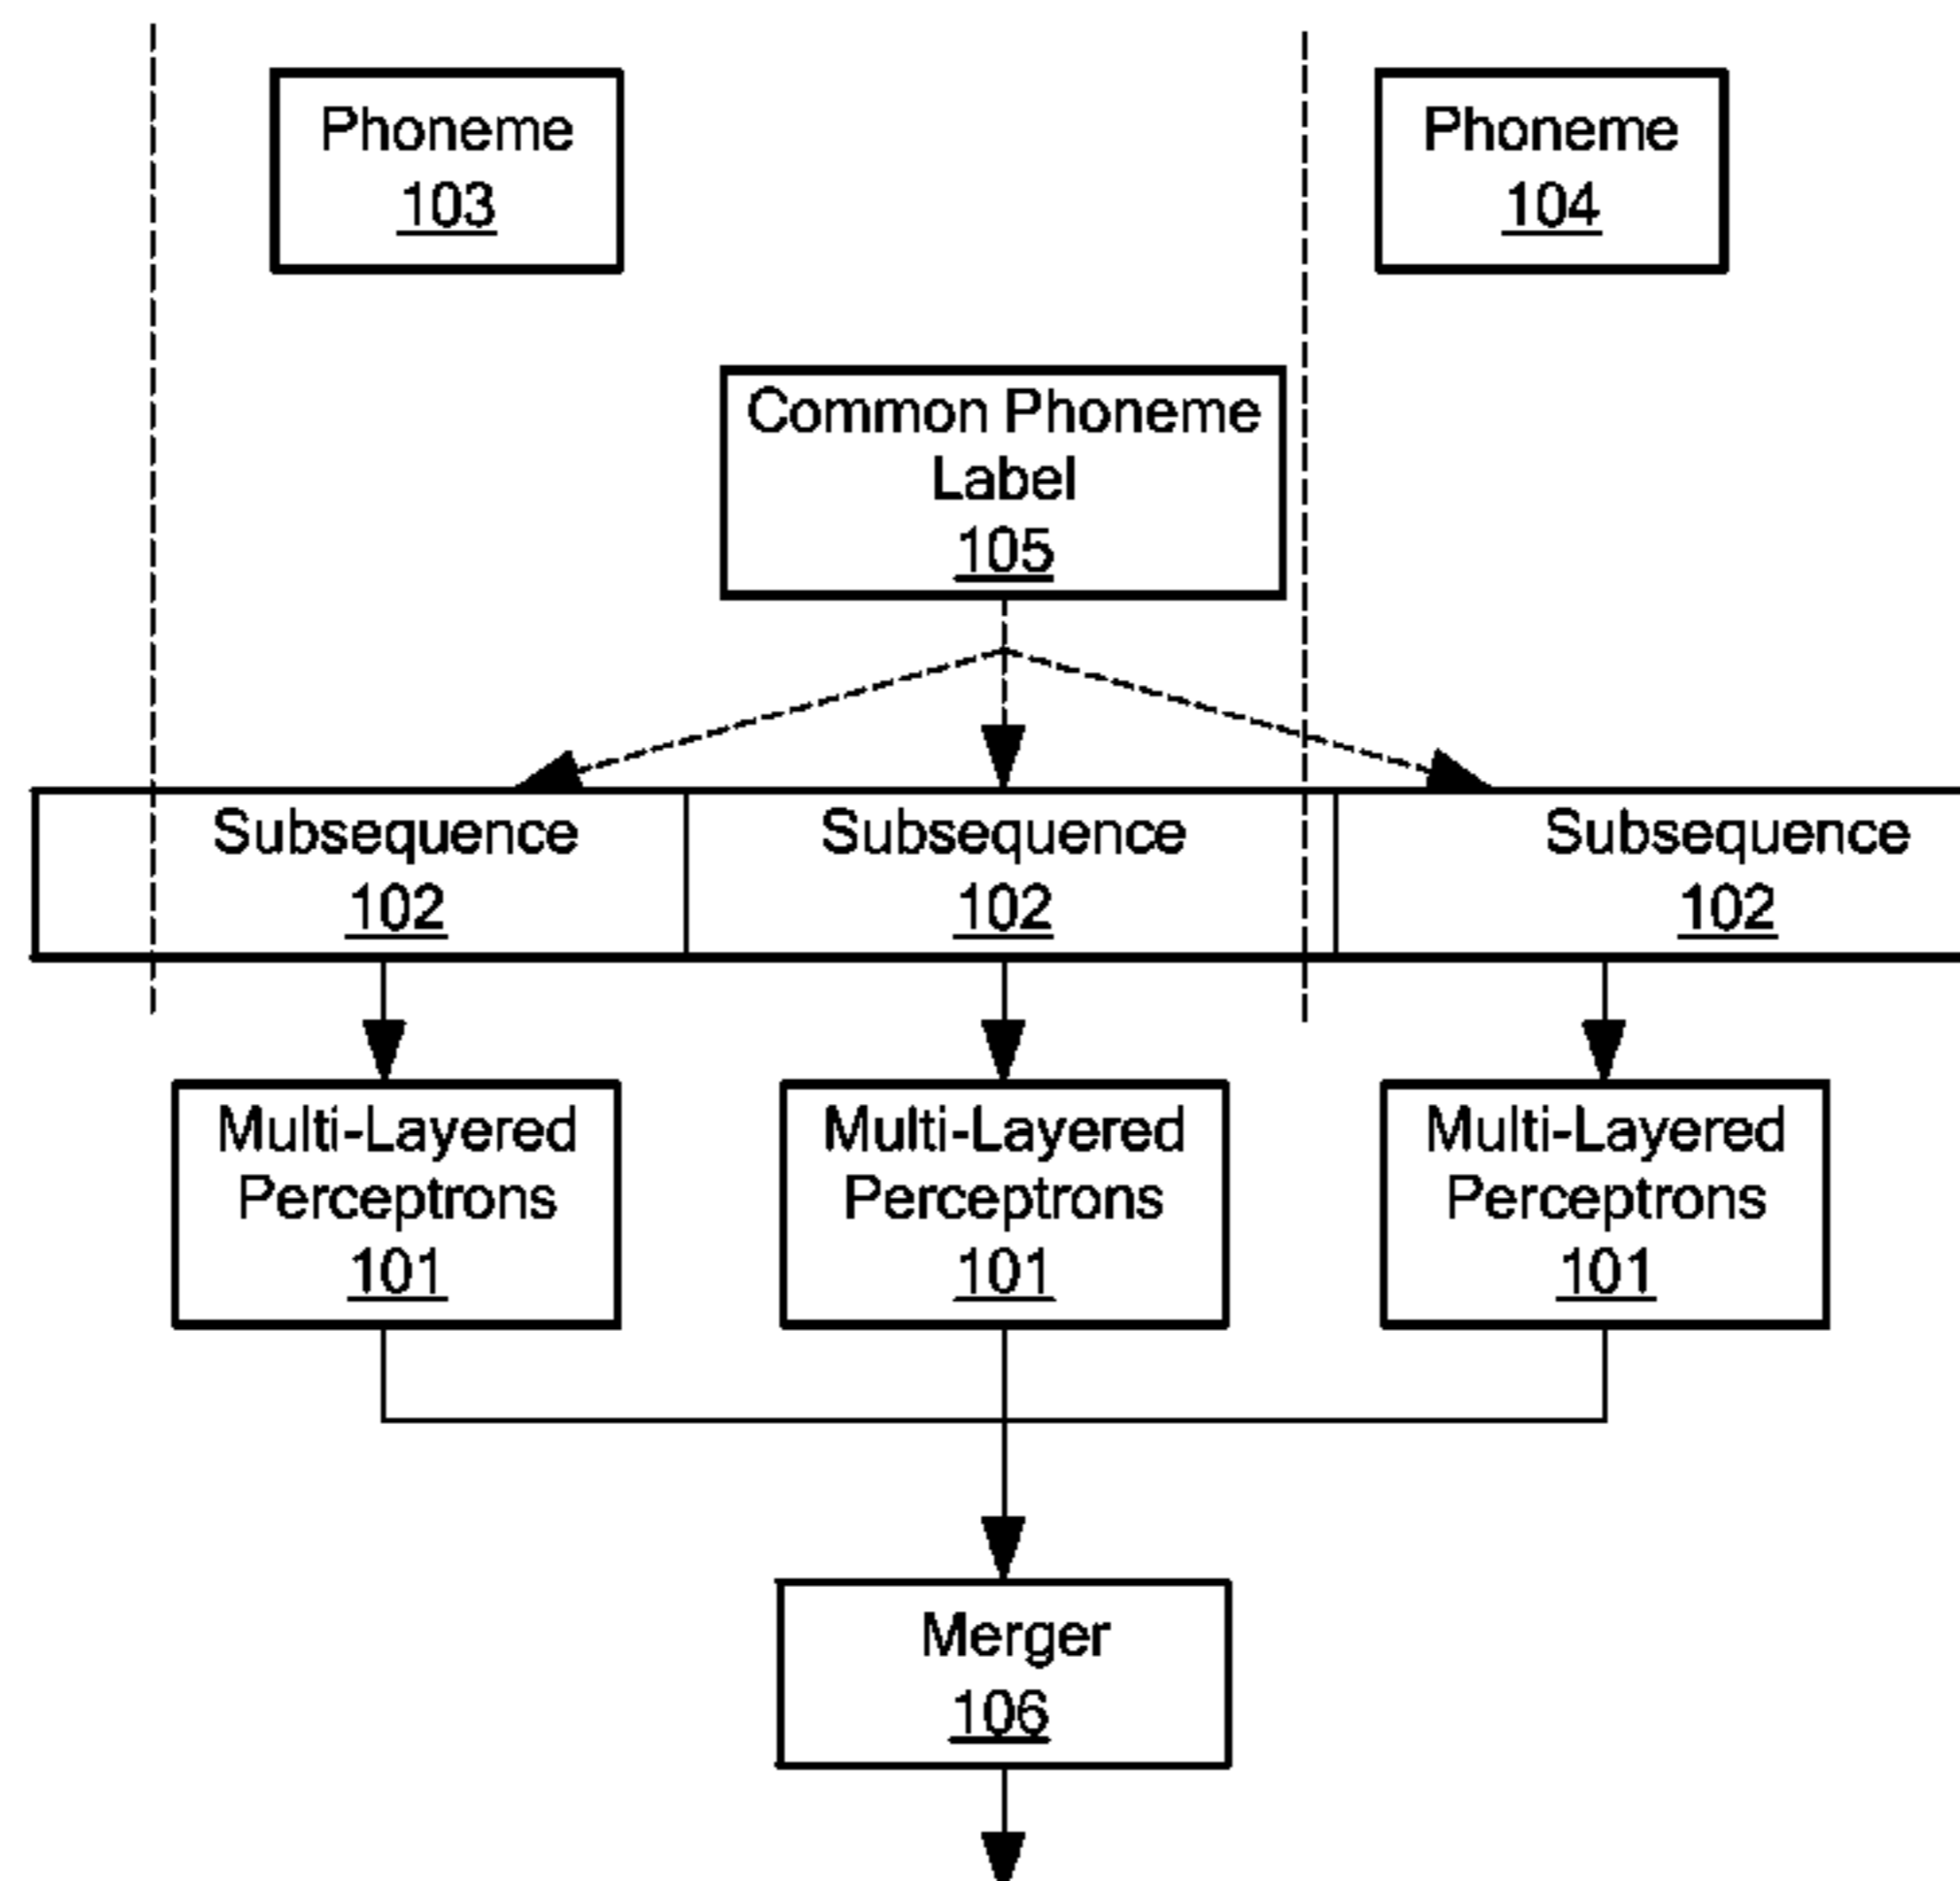 Phoneme
103
Phoneme
104
Common Phoneme
Label
105
Subsequence
102
Subsequence
102
Subsequence
102
Multi-Layered
Perceptrons
101
Multi-Layered
Perceptrons
101
Multi-Layered
Perceptrons
101
Merger
106